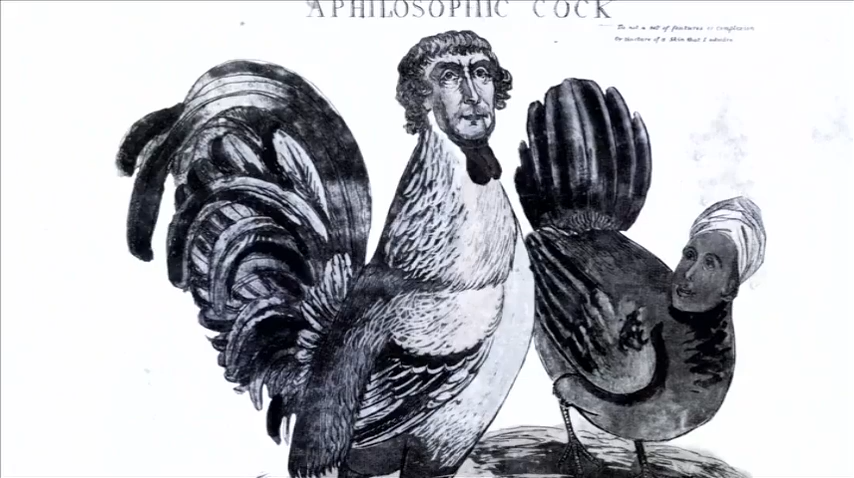 A PHILOSOPHIC COCK
Tis not a set of features or complexion
Or tincture of a Skin that I admire